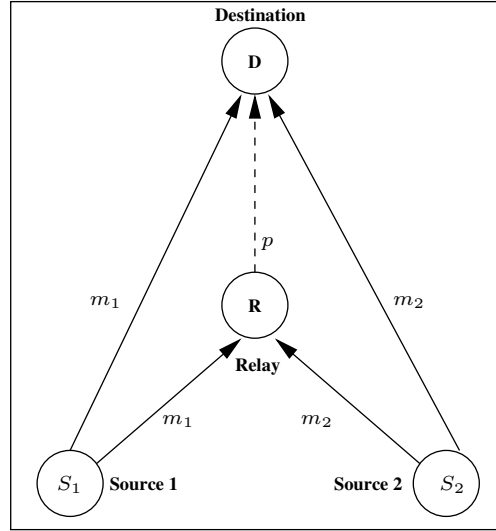 Destination
D
p
m₁
m₂
R
Relay
m₁
m₂
S₁ Source 1
Source 2 S₂